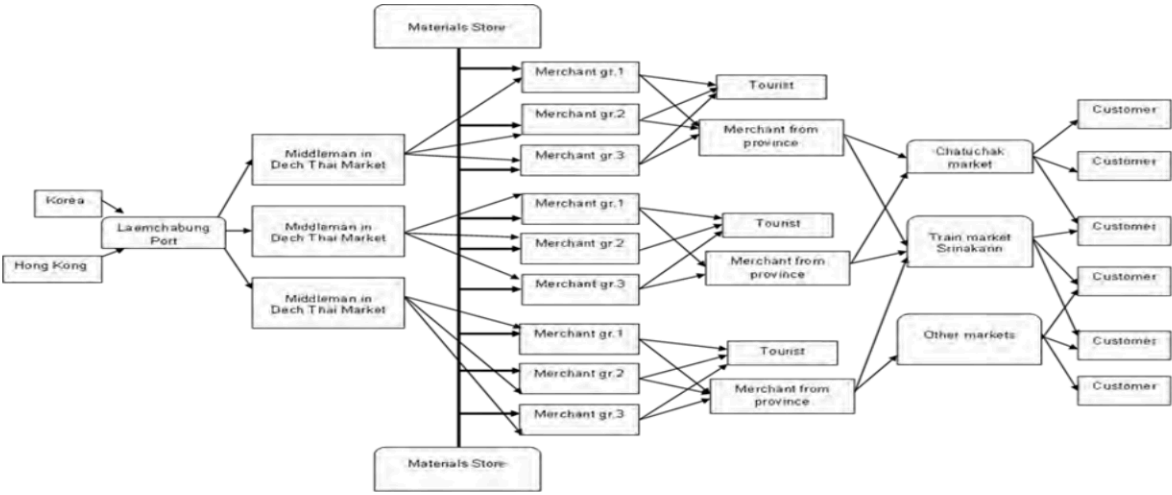 Materials Store
Korea
Hong Kong
Laemchabung
Port
Middleman in
Dech Thai Market
Middleman in
Dech Thai Market
Middleman in
Dech Thai Market
Merchant gr.1
Merchant gr.2
Merchant gr.3
Merchant gr.1
Merchant gr.2
Merchant gr.3
Merchant gr.1
Merchant gr.2
Merchant gr.3
Tourist
Merchant from
province
Tourist
Merchant from
province
Tourist
Merchant from
province
Chatuchak
market
Train market
Srinakarin
Other markets
Customer
Customer
Customer
Customer
Customer
Customer
Materials Store